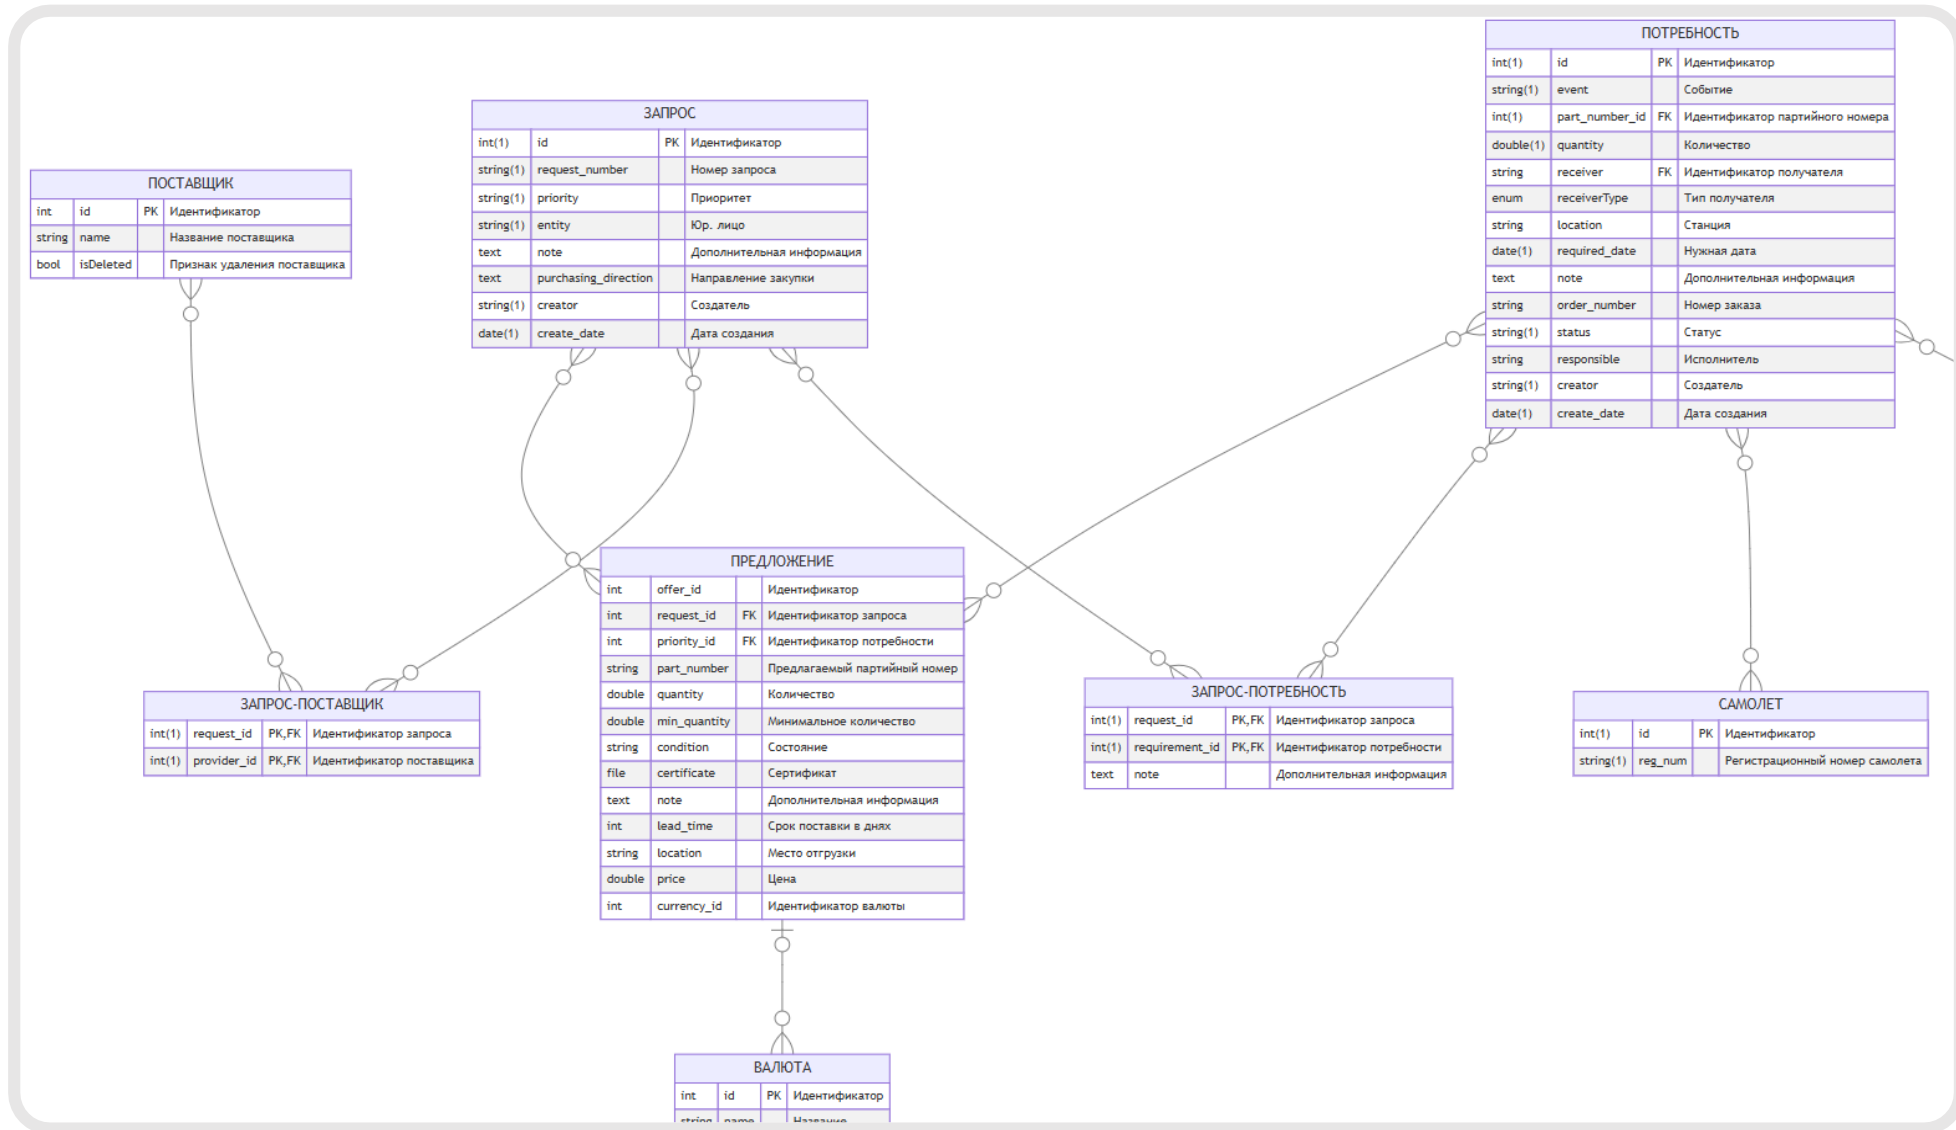 ПОСТАВЩИК
int id PK Идентификатор
string name Название поставщика
bool isDeleted Признак удаления поставщика
ЗАПРОС
int(1) id PK Идентификатор
string(1) request_number Номер запроса
string(1) priority Приоритет
string(1) entity Юр. лицо
text note Дополнительная информация
text purchasing_direction Направление закупки
string(1) creator Создатель
date(1) create_date Дата создания
ПОТРЕБНОСТЬ
int(1) id PK Идентификатор
string(1) event Событие
int(1) part_number_id FK Идентификатор партийного номера
double(1) quantity Количество
string receiver FK Идентификатор получателя
enum receiverType Тип получателя
string location Станция
date(1) required_date Нужная дата
text note Дополнительная информация
string order_number Номер заказа
string(1) status Статус
string responsible Исполнитель
string(1) creator Создатель
date(1) create_date Дата создания
ПРЕДЛОЖЕНИЕ
int offer_id Идентификатор
int request_id FK Идентификатор запроса
int priority_id FK Идентификатор потребности
string part_number Предлагаемый партийный номер
double quantity Количество
double min_quantity Минимальное количество
string condition Состояние
file certificate Сертификат
text note Дополнительная информация
int lead_time Срок поставки в днях
string location Место отгрузки
double price Цена
int currency_id Идентификатор валюты
ЗАПРОС-ПОСТАВЩИК
int(1) request_id PK,FK Идентификатор запроса
int(1) provider_id PK,FK Идентификатор поставщика
ЗАПРОС-ПОТРЕБНОСТЬ
int(1) request_id PK,FK Идентификатор запроса
int(1) requirement_id PK,FK Идентификатор потребности
text note Дополнительная информация
САМОЛЕТ
int(1) id PK Идентификатор
string(1) reg_num Регистрационный номер самолета
ВАЛЮТА
int id PK Идентификатор
string name Название